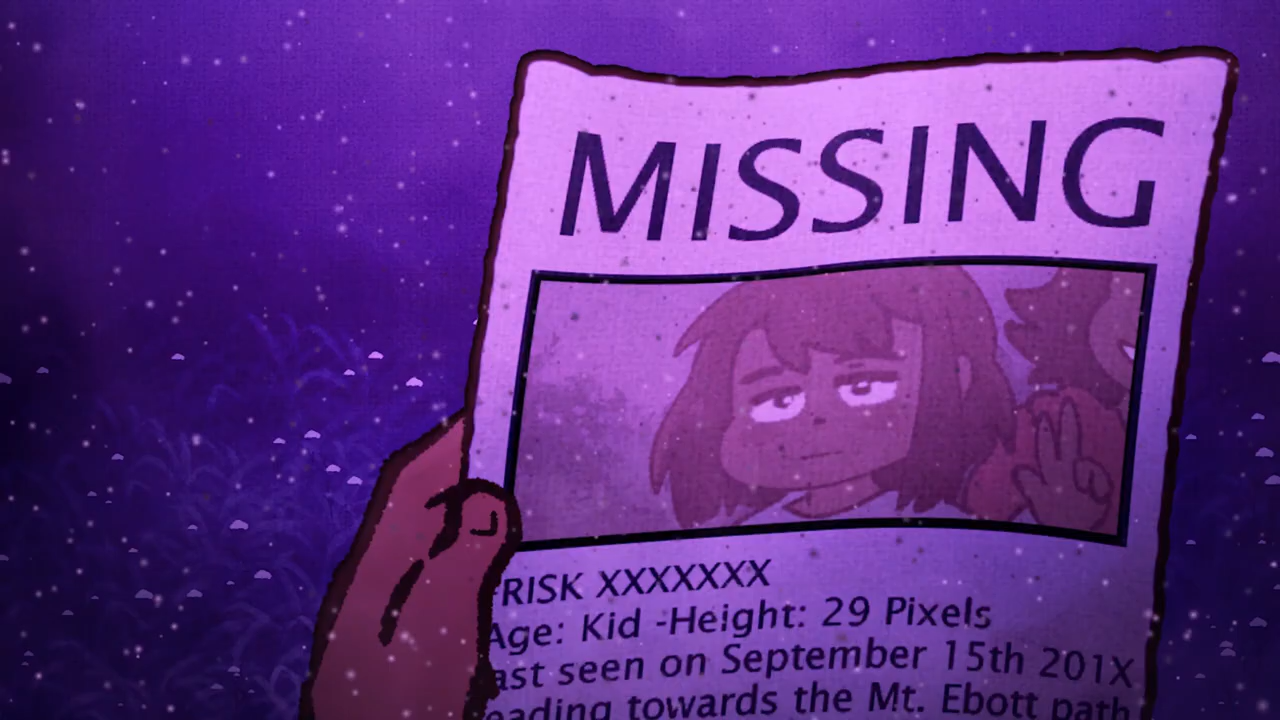 MISSING
RISK XXXXXXX
Age: Kid -Height: 29 Pixels
ast seen on September 15th 201X
eading towards the Mt. Ebott path